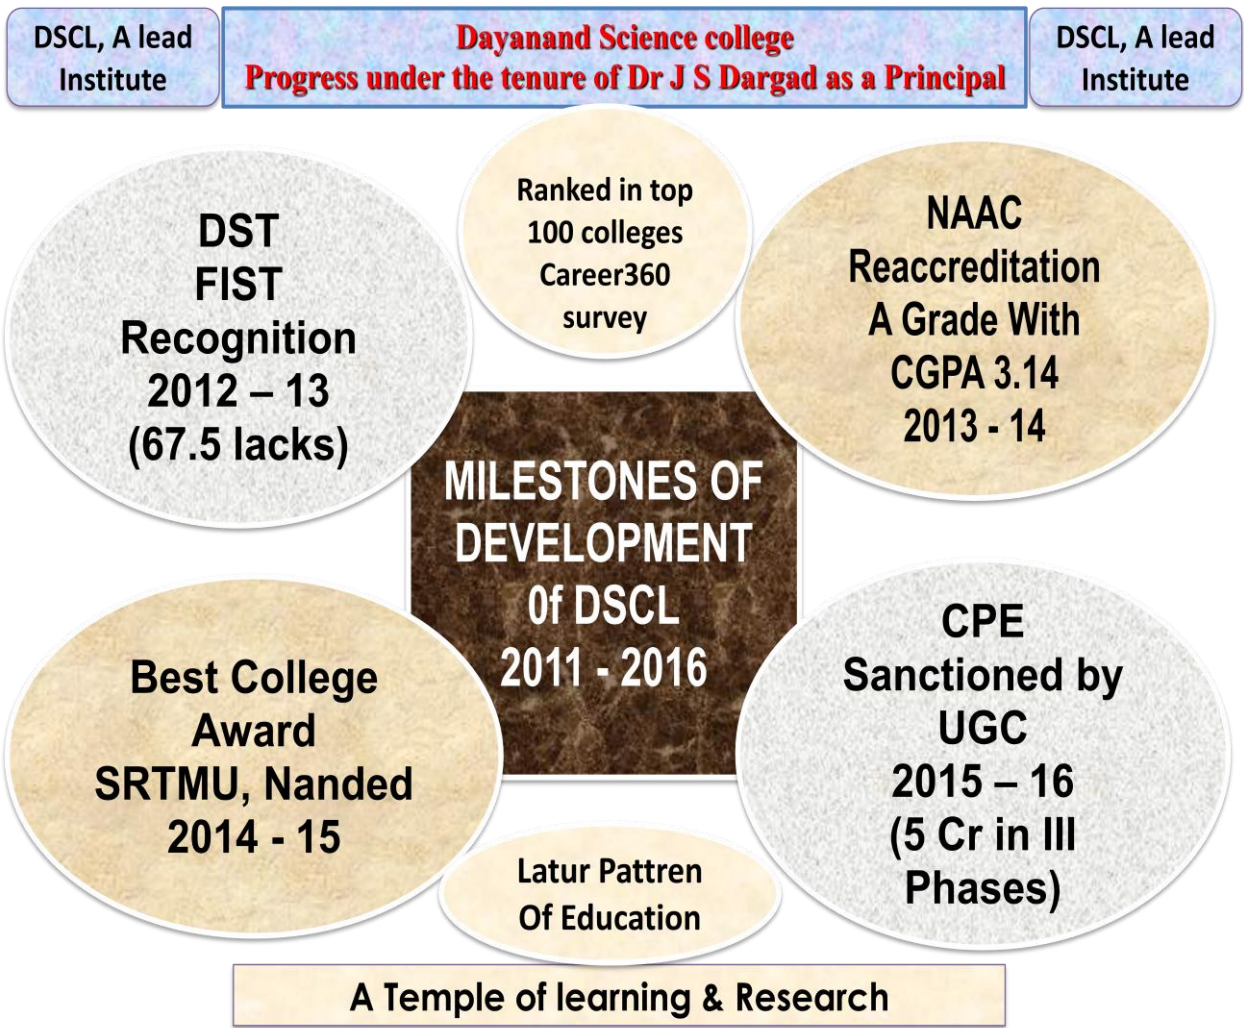 DSCL, A lead
Institute
Dayanand Science college
Progress under the tenure of Dr J S Dargad as a Principal
DSCL, A lead
Institute
DST
FIST
Recognition
2012 – 13
(67.5 lacks)
Ranked in top
100 colleges
Career360
survey
NAAC
Reaccreditation
A Grade With
CGPA 3.14
2013 - 14
MILESTONES OF
DEVELOPMENT
0f DSCL
2011 - 2016
Best College
Award
SRTMU, Nanded
2014 - 15
CPE
Sanctioned by
UGC
2015 – 16
(5 Cr in III
Phases)
Latur Pattren
Of Education
A Temple of learning & Research